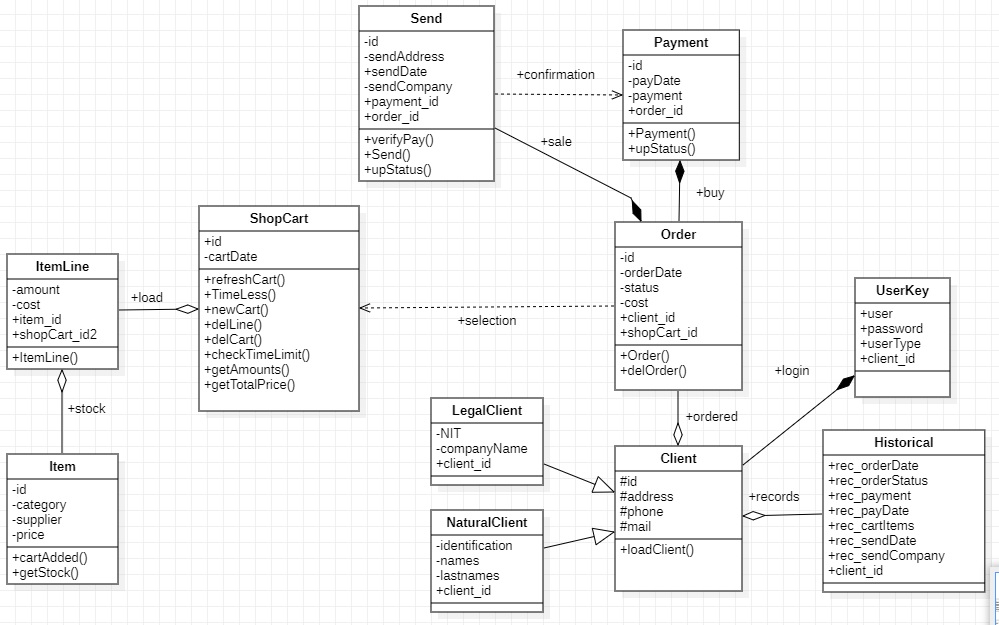 Send
-id
-sendAddress
+sendDate
-sendCompany
+payment_id
+order_id
+verifyPay()
+Send()
+upStatus()
+confirmation
Payment
-id
-payDate
-payment
+order_id
+Payment()
+upStatus()
+sale
+buy
ShopCart
+id
-cartDate
+refreshCart()
+TimeLess()
+newCart()
+delLine()
+delCart()
+checkTimeLimit()
+getAmounts()
+getTotalPrice()
Order
-id
-orderDate
-status
-cost
+client_id
+shopCart_id
+Order()
+delOrder()
ItemLine
-amount
-cost
+item_id
+shopCart_id2
+ItemLine()
+load
+selection
UserKey
+user
+password
+userType
+client_id
+login
+stock
+ordered
LegalClient
-NIT
-companyName
+client_id
Item
-id
-category
-supplier
-price
+cartAdded()
+getStock()
Client
#id
#address
#phone
#mail
+loadClient()
+records
Historical
+rec_orderDate
+rec_orderStatus
+rec_payment
+rec_payDate
+rec_cartItems
+rec_sendDate
+rec_sendCompany
+client_id
NaturalClient
-identification
-names
-lastnames
+client_id